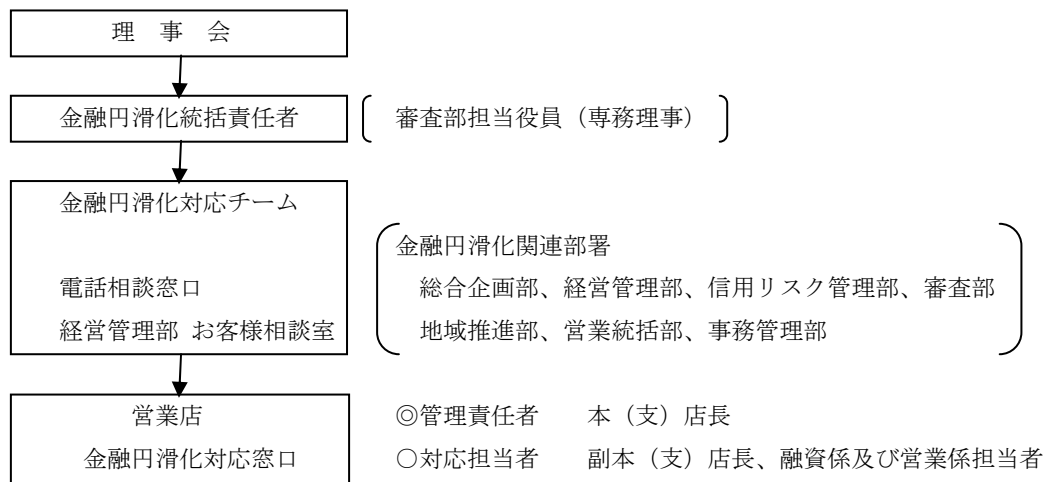 理　事　会
金融円滑化統括責任者　審査部担当役員（専務理事）
金融円滑化対応チーム
金融円滑化関連部署
電話相談窓口　総合企画部、経営管理部、信用リスク管理部、審査部
経営管理部 お客様相談室　地域推進部、営業統括部、事務管理部
営業店　◎管理責任者　本（支）店長
金融円滑化対応窓口　○対応担当者　副本（支）店長、融資係及び営業係担当者